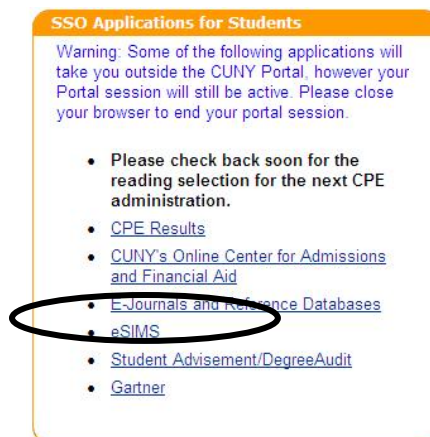 SSO Applications for Students
Warning: Some of the following applications will
take you outside the CUNY Portal, however your
Portal session will still be active. Please close
your browser to end your portal session.
Please check back soon for the
reading selection for the next CPE
administration.
CPE Results
CUNY's Online Center for Admissions
and Financial Aid
E-Journals and Reference Databases
eSIMS
Student Advisement/DegreeAudit
Gartner